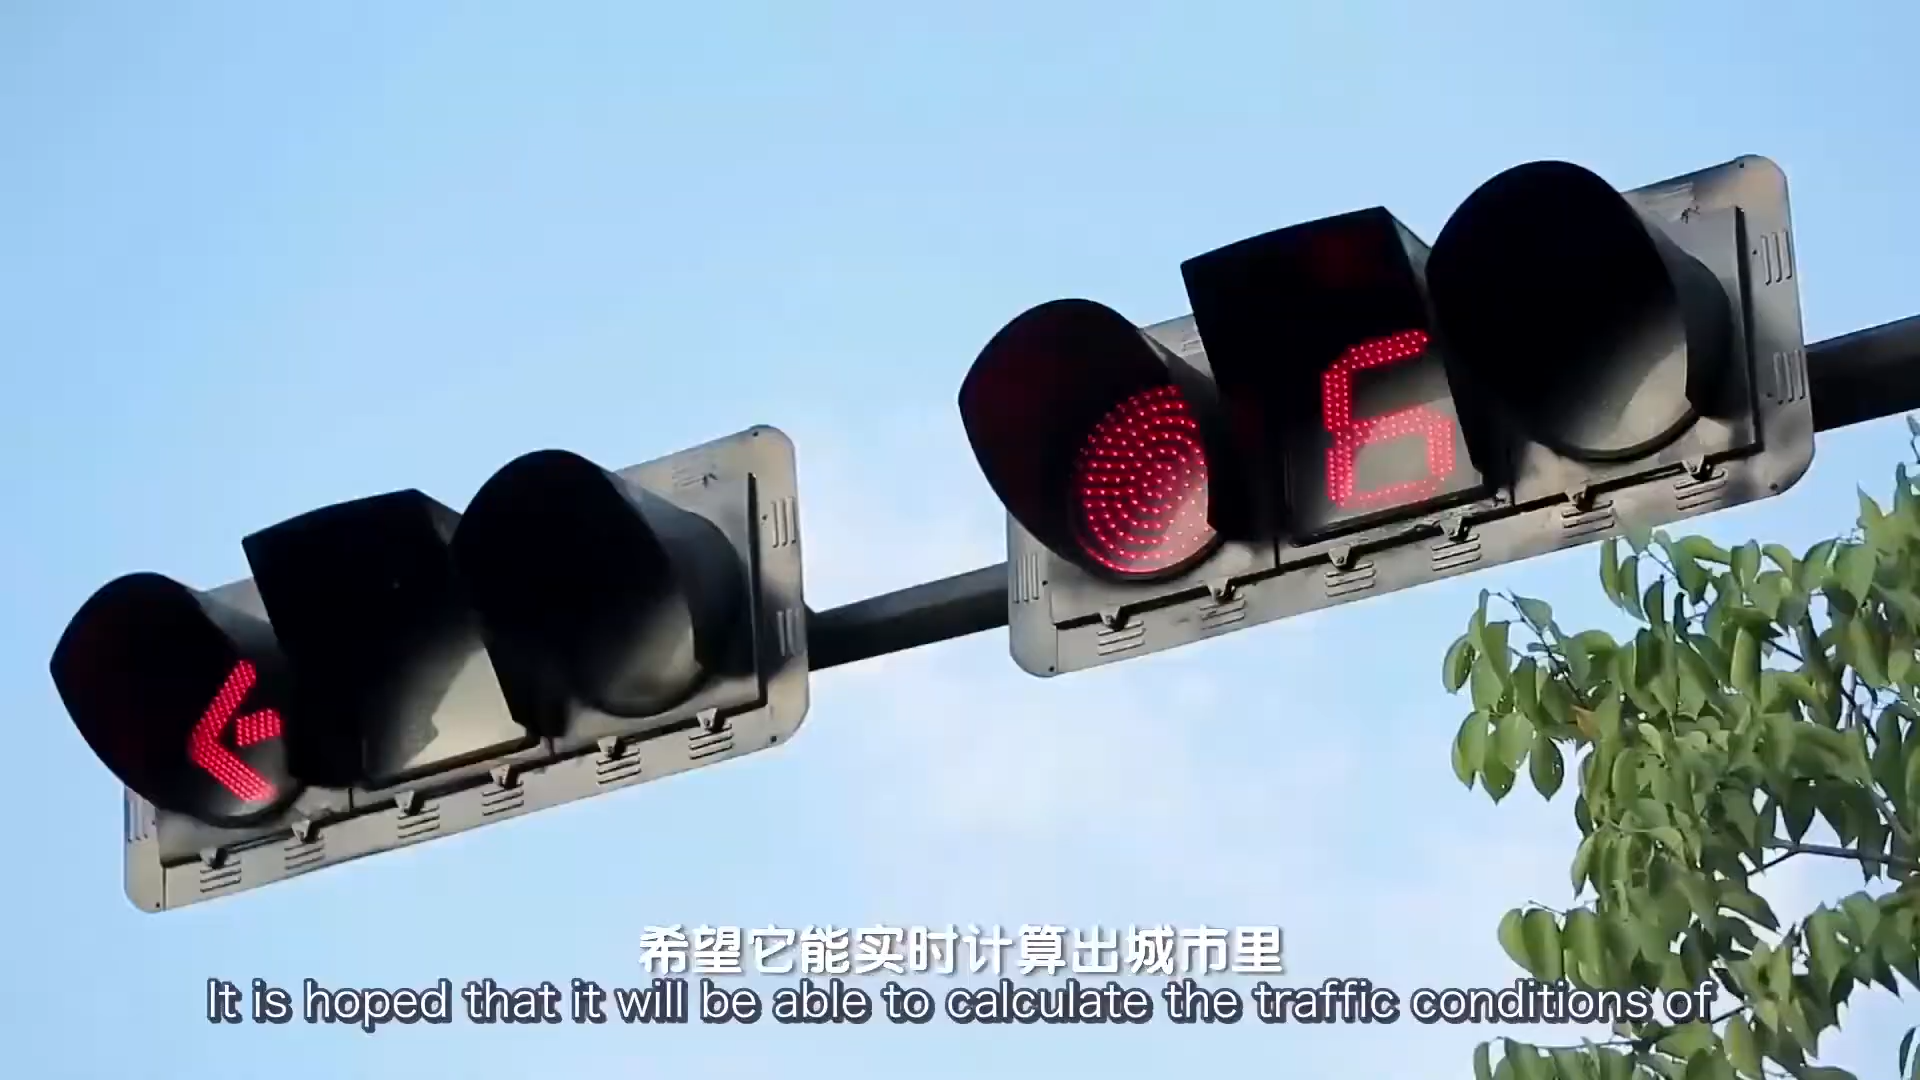 6
希望它能实时计算出城市里
It is hoped that it will be able to calculate the traffic conditions of